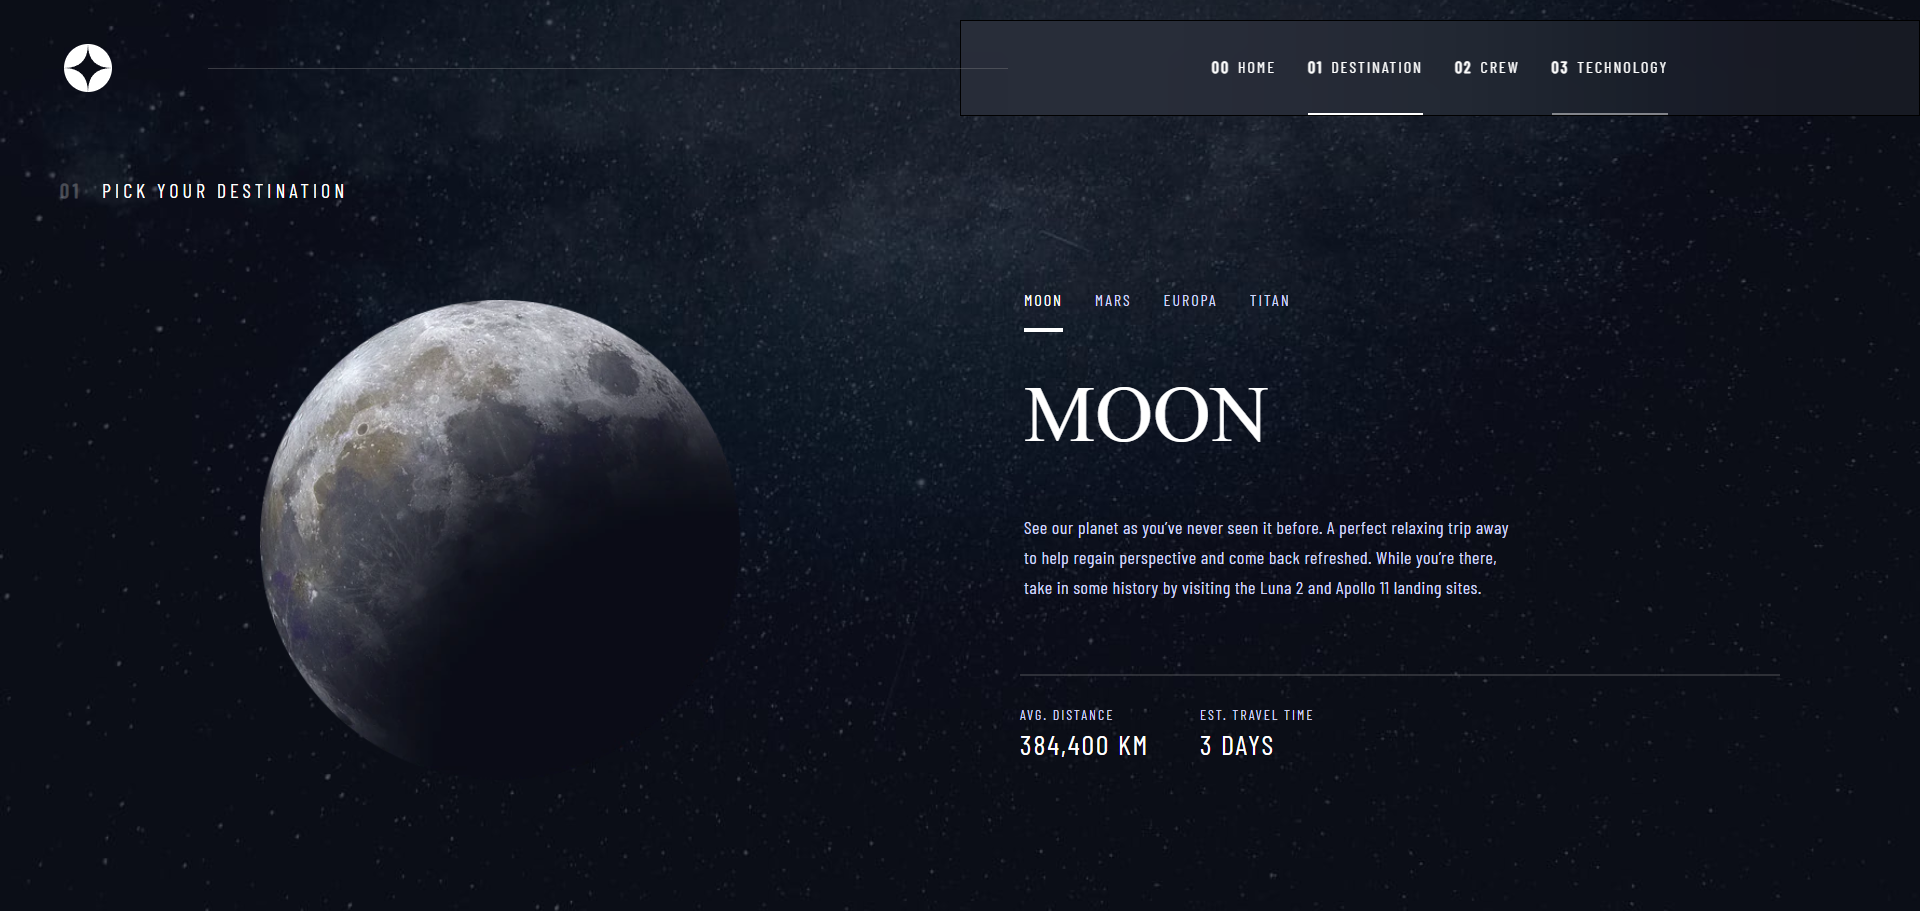 00 HOME 01 DESTINATION 02 CREW 03 TECHNOLOGY
01 PICK YOUR DESTINATION
MOON MARS EUROPA TITAN
MOON
See our planet as you’ve never seen it before. A perfect relaxing trip away
to help regain perspective and come back refreshed. While you’re there,
take in some history by visiting the Luna 2 and Apollo 11 landing sites.
AVG. DISTANCE EST. TRAVEL TIME
384,400 KM 3 DAYS